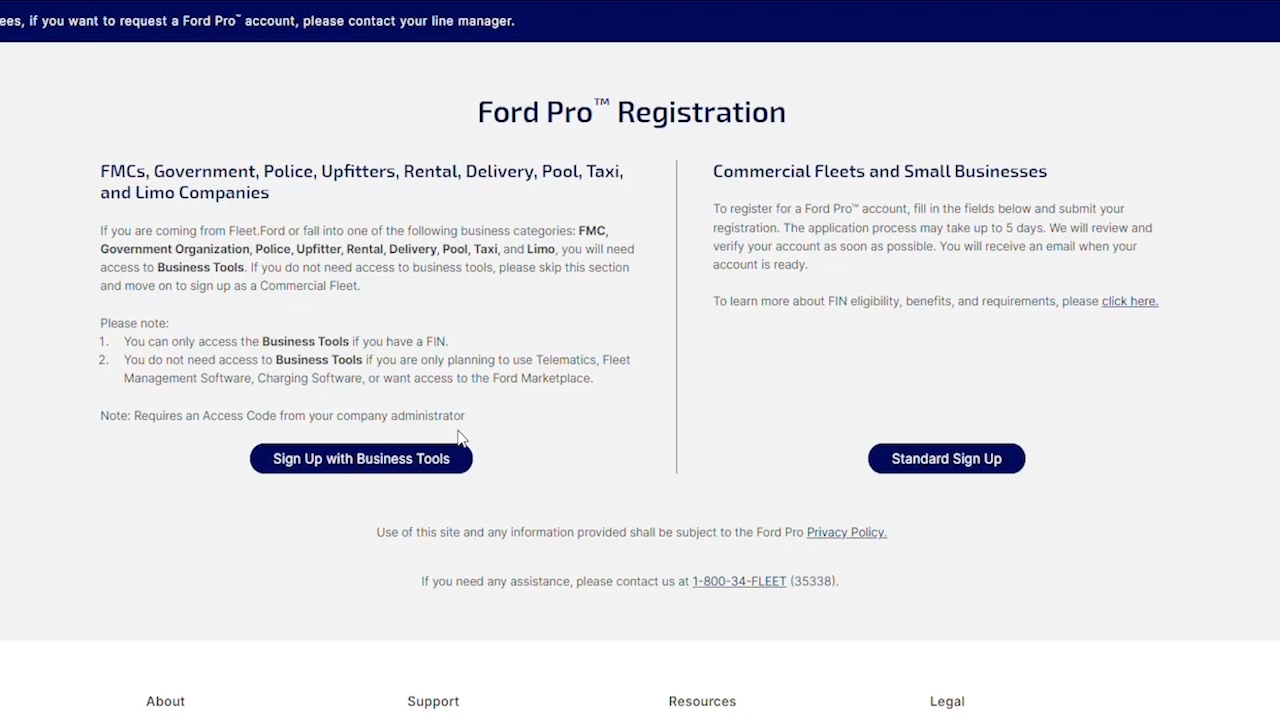 ees, if you want to request a Ford Pro™ account, please contact your line manager.
Ford Pro™ Registration
FMCs, Government, Police, Upfitters, Rental, Delivery, Pool, Taxi,
and Limo Companies
If you are coming from Fleet.Ford or fall into one of the following business categories: FMC,
Government Organization, Police, Upfitter, Rental, Delivery, Pool, Taxi, and Limo, you will need
access to Business Tools. If you do not need access to business tools, please skip this section
and move on to sign up as a Commercial Fleet.
Please note:
1. You can only access the Business Tools if you have a FIN.
2. You do not need access to Business Tools if you are only planning to use Telematics, Fleet
Management Software, Charging Software, or want access to the Ford Marketplace.
Note: Requires an Access Code from your company administrator
Sign Up with Business Tools
Commercial Fleets and Small Businesses
To register for a Ford Pro™ account, fill in the fields below and submit your
registration. The application process may take up to 5 days. We will review and
verify your account as soon as possible. You will receive an email when your
account is ready.
To learn more about FIN eligibility, benefits, and requirements, please click here.
Standard Sign Up
Use of this site and any information provided shall be subject to the Ford Pro Privacy Policy.
If you need any assistance, please contact us at 1-800-34-FLEET (35338).
About
Support
Resources
Legal